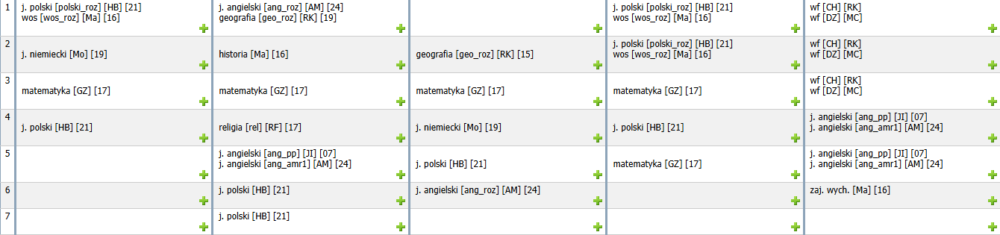 1
j. polski [polski_roz] [HB] [21]
wos [wos_roz] [Ma] [16]
j. angielski [ang_roz] [AM] [24]
geografia [geo_roz] [RK] [19]
j. polski [polski_roz] [HB] [21]
wos [wos_roz] [Ma] [16]
wf [CH] [RK]
wf [DZ] [MC]
2
j. niemiecki [Mo] [19]
historia [Ma] [16]
geografia [geo_roz] [RK] [15]
j. polski [polski_roz] [HB] [21]
wos [wos_roz] [Ma] [16]
wf [CH] [RK]
wf [DZ] [MC]
3
matematyka [GZ] [17]
matematyka [GZ] [17]
matematyka [GZ] [17]
matematyka [GZ] [17]
wf [CH] [RK]
wf [DZ] [MC]
4
j. polski [HB] [21]
religia [rel] [RF] [17]
j. niemiecki [Mo] [19]
j. polski [HB] [21]
j. angielski [ang_pp] [JI] [07]
j. angielski [ang_amr1] [AM] [24]
5
j. angielski [ang_pp] [JI] [07]
j. angielski [ang_amr1] [AM] [24]
j. polski [HB] [21]
matematyka [GZ] [17]
j. angielski [ang_pp] [JI] [07]
j. angielski [ang_amr1] [AM] [24]
6
j. polski [HB] [21]
j. angielski [ang_roz] [AM] [24]
zaj. wych. [Ma] [16]
7
j. polski [HB] [21]